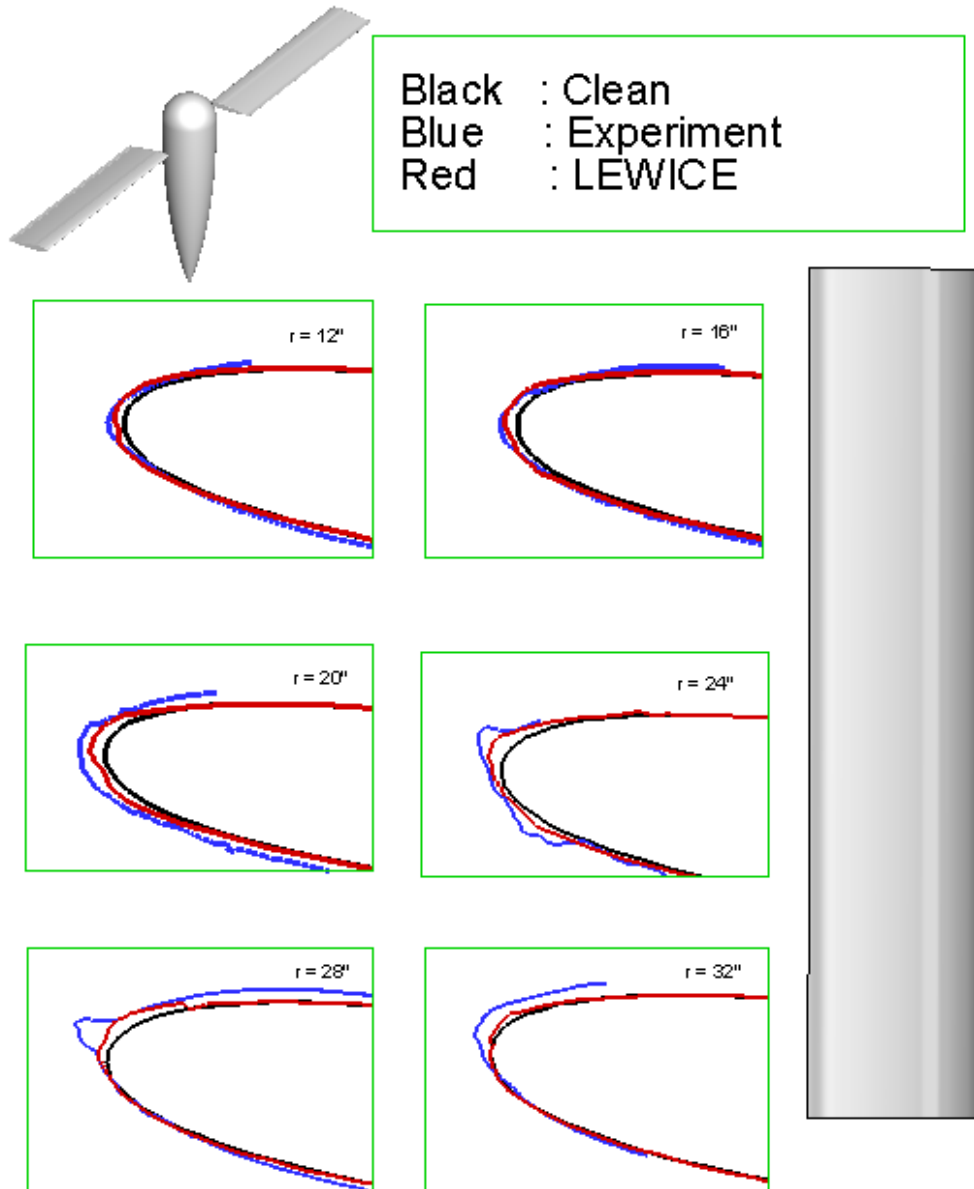 Black : Clean
Blue : Experiment
Red : LEWICE
r = 12"
r = 16"
r = 20"
r = 24"
r = 28"
r = 32"